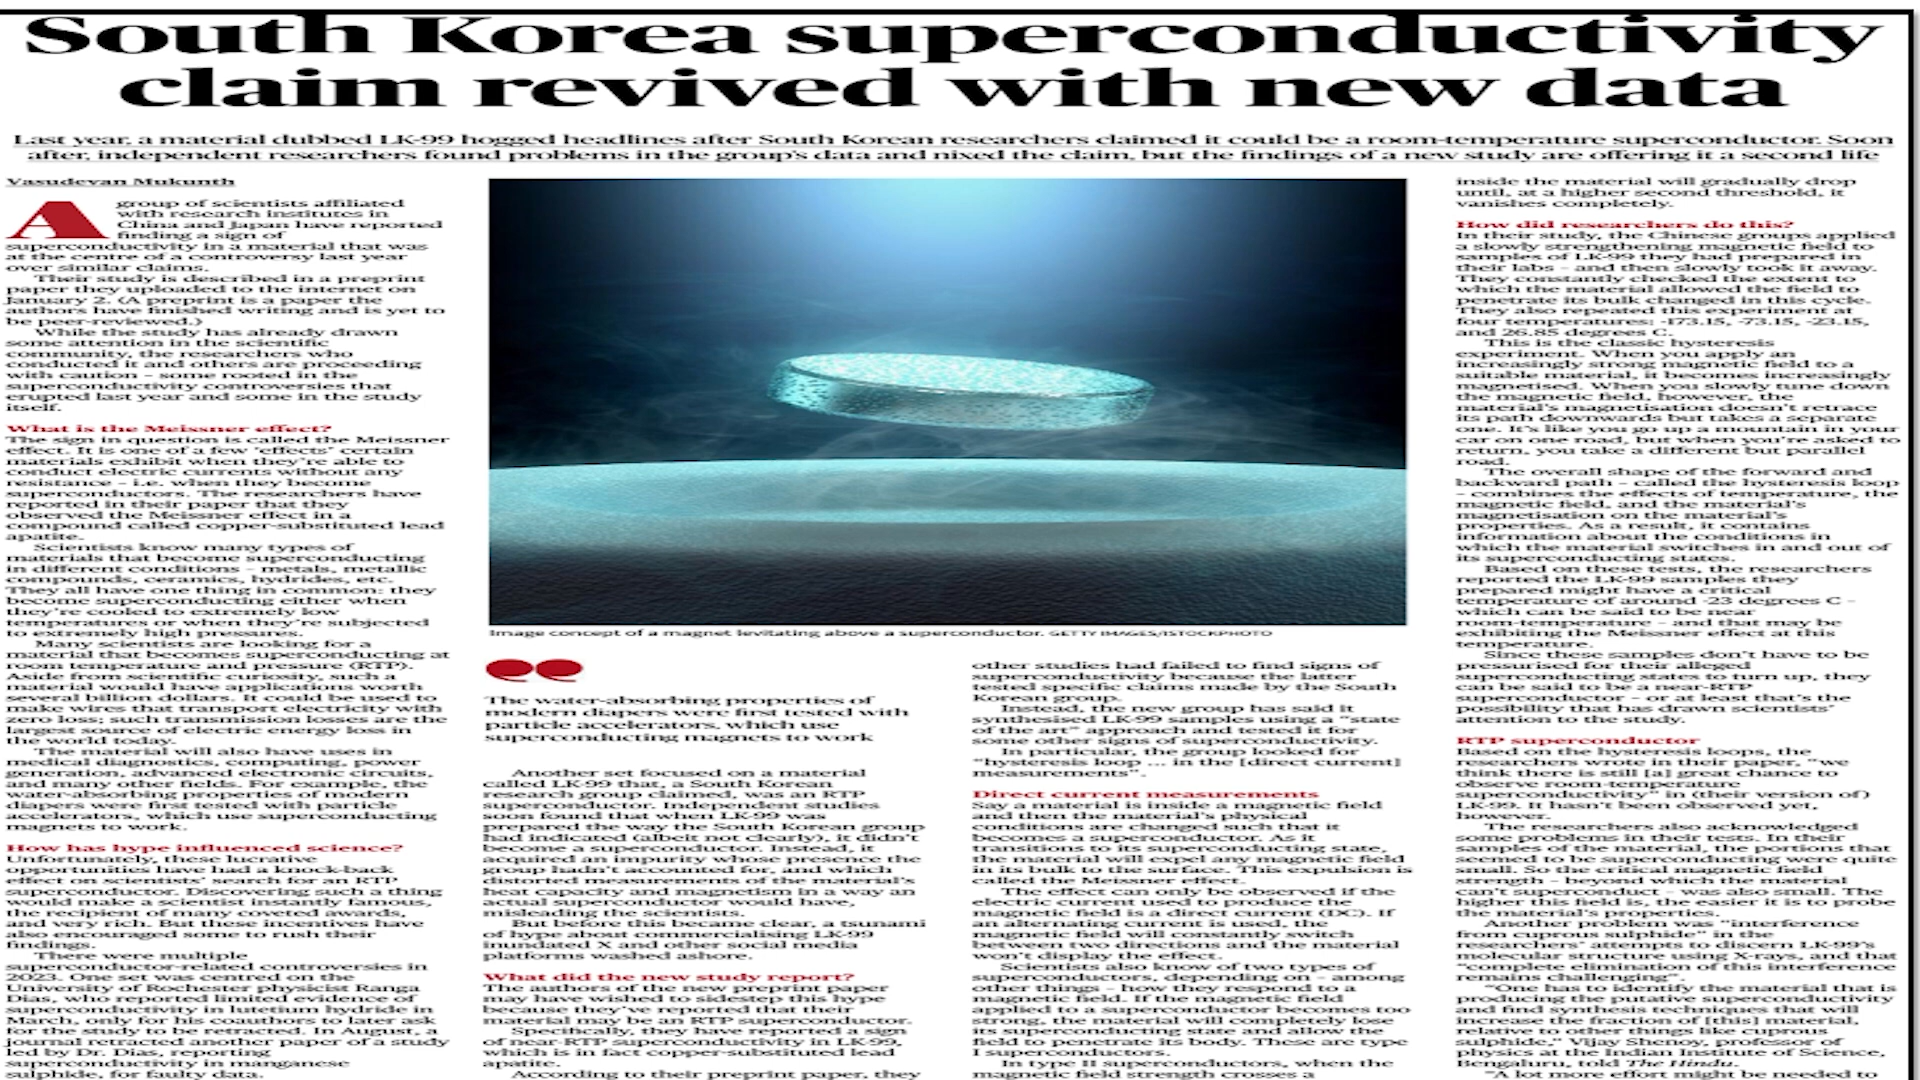 South Korea superconductivity
claim revived with new data
Last year, a material dubbed LK-99 hogged headlines after South Korean researchers claimed it could be a room-temperature superconductor. Soon
after, independent researchers found problems in the group's data and nixed the claim, but the findings of a new study are offering it a second life
Vasudevan Mukunth
A group of scientists affiliated
with research institutes in
China and Japan have reported
finding a sign of
superconductivity in a material that was
at the centre of a controversy last year
over similar claims.
Their study is described in a preprint
paper they uploaded to the internet on
January 2. (A preprint is a paper the
authors have finished writing and is yet to
be peer-reviewed.)
While the study has already drawn
some attention in the scientific
community, the researchers who
conducted it and others are proceeding
with caution – some rooted in the
superconductivity controversies that
erupted last year and some in the study
itself.
What is the Meissner effect?
The sign in question is called the Meissner
effect. It is one of a few 'effects' certain
materials exhibit when they're able to
conduct electric currents without any
resistance – i.e. when they become
superconductors. The researchers have
reported in their paper that they
observed the Meissner effect in a
compound called copper-substituted lead
apatite.
Scientists know many types of
materials that become superconducting
in different conditions – metals, metallic
compounds, ceramics, hydrides, etc.
They all have one thing in common: they
become superconducting either when
they're cooled to extremely low
temperatures or when they're subjected
to extremely high pressures.
Many scientists are looking for a
material that becomes superconducting at
room temperature and pressure (RTP).
Aside from scientific curiosity, such a
material would have applications worth
several billion dollars. It could be used to
make wires that transport electricity with
zero loss; such transmission losses are the
largest source of electric energy loss in
the world today.
The material will also have uses in
medical diagnostics, computing, power
generation, advanced electronic circuits,
and many other fields. For example, the
water-absorbing properties of modern
diapers were first tested with particle
accelerators, which use superconducting
magnets to work.
How has hype influenced science?
Unfortunately, these lucrative
opportunities have had a knock-back
effect on scientists' search for an RTP
superconductor. Discovering such a thing
would make a scientist instantly famous,
the recipient of many coveted awards,
and very rich. But these incentives have
also encouraged some to rush their
findings.
There were multiple
superconductor-related controversies in
2023. One set was centred on the
University of Rochester physicist Ranga
Dias, who reported limited evidence of
superconductivity in lutetium hydride in
March, only for his coauthors to later ask
for the study to be retracted. In August, a
journal retracted another paper of a study
led by Dr. Dias, reporting
superconductivity in manganese
sulphide, for faulty data.
Image concept of a magnet levitating above a superconductor. GETTY IMAGES/ISTOCKPHOTO
The water-absorbing properties of
modern diapers were first tested with
particle accelerators, which use
superconducting magnets to work
Another set focused on a material
called LK-99 that, a South Korean
research group claimed, was an RTP
superconductor. Independent studies
soon found that when LK-99 was
prepared the way the South Korean group
had indicated (albeit not clearly), it didn't
become a superconductor. Instead, it
acquired an impurity whose presence the
group hadn't accounted for, and which
distorted measurements of the material's
heat capacity and magnetism in a way an
actual superconductor would have,
misleading the scientists.
But before this became clear, a tsunami
of hype about commercialising LK-99
inundated X and other social media
platforms washed ashore.
What did the new study report?
The authors of the new preprint paper
may have wished to sidestep this hype
because they've reported that their
material may be an RTP superconductor.
Specifically, they have reported a sign
of near-RTP superconductivity in LK-99,
which is in fact copper-substituted lead
apatite.
According to their preprint paper, they
other studies had failed to find signs of
superconductivity because the latter
tested specific claims made by the South
Korean group.
Instead, the new group has said it
synthesised LK-99 samples using a "state
of the art" approach and tested it for
some other signs of superconductivity.
In particular, the group looked for
"hysteresis loop ... in the [direct current]
measurements".
Direct current measurements
Say a material is inside a magnetic field
and then the material's physical
conditions are changed such that it
becomes a superconductor. As it
transitions to its superconducting state,
the material will expel any magnetic field
in its bulk to the surface. This expulsion is
called the Meissner effect.
The effect can only be observed if the
electric current used to produce the
magnetic field is a direct current (DC). If
an alternating current is used, the
magnetic field will constantly switch
between two directions and the material
won't display the effect.
Scientists also know of two types of
superconductors, depending on – among
other things – how they respond to a
magnetic field. If the magnetic field
applied to a superconductor becomes too
strong, the material will completely lose
its superconducting state and allow the
field to penetrate its body. These are type
I superconductors.
In type II superconductors, when the
magnetic field strength crosses a
inside the material will gradually drop
until, at a higher second threshold, it
vanishes completely.
How did researchers do this?
In their study, the Chinese groups applied
a slowly strengthening magnetic field to
samples of LK-99 they had prepared in
their labs – and then slowly took it away.
They constantly checked the extent to
which the material allowed the field to
penetrate its bulk changed in this cycle.
They also repeated this experiment at
four temperatures: -173.15, -73.15, -23.15,
and 26.85 degrees C.
This is the classic hysteresis
experiment. When you apply an
increasingly strong magnetic field to a
suitable material, it becomes increasingly
magnetised. When you slowly tune down
the magnetic field, however, the
material's magnetisation doesn't retrace
its path downwards but takes a separate
one. It's like you go up a mountain in your
car on one road, but when you're asked to
return, you take a different but parallel
road.
The overall shape of the forward and
backward path – called the hysteresis loop
– combines the effects of temperature, the
magnetic field, and the material's
magnetisation on the material's
properties. As a result, it contains
information about the conditions in
which the material switches in and out of
its superconducting states.
Based on these tests, the researchers
reported the LK-99 samples they
prepared might have a critical
temperature of around -23 degrees C –
which can be said to be near
room-temperature – and that may be
exhibiting the Meissner effect at this
temperature.
Since these samples don't have to be
pressurised for their alleged
superconducting states to turn up, they
can be said to be a near-RTP
superconductor – or at least that's the
possibility that has drawn scientists'
attention to the study.
RTP superconductor
Based on the hysteresis loops, the
researchers wrote in their paper, "we
think there is still [a] great chance to
observe room-temperature
superconductivity" in (their version of)
LK-99. It hasn't been observed yet,
however.
The researchers also acknowledged
some problems in their tests. In their
samples of the material, the portions that
seemed to be superconducting were quite
small. So the critical magnetic field
strength – beyond which the material
can't superconduct – was also small. The
higher this field is, the easier it is to probe
the material's properties.
Another problem was "interference
from cuprous sulphide" in the
researchers' attempts to discern LK-99's
molecular structure using X-rays, and that
"complete elimination of this interference
remains challenging".
"One has to identify the material that is
producing the putative superconductivity
and find synthesis techniques that will
increase the fraction of [this] material,
relative to other things like cuprous
sulphide," Vijay Shenoy, professor of
physics at the Indian Institute of Science,
Bengaluru, told The Hindu.
"A lot more effort might be needed to